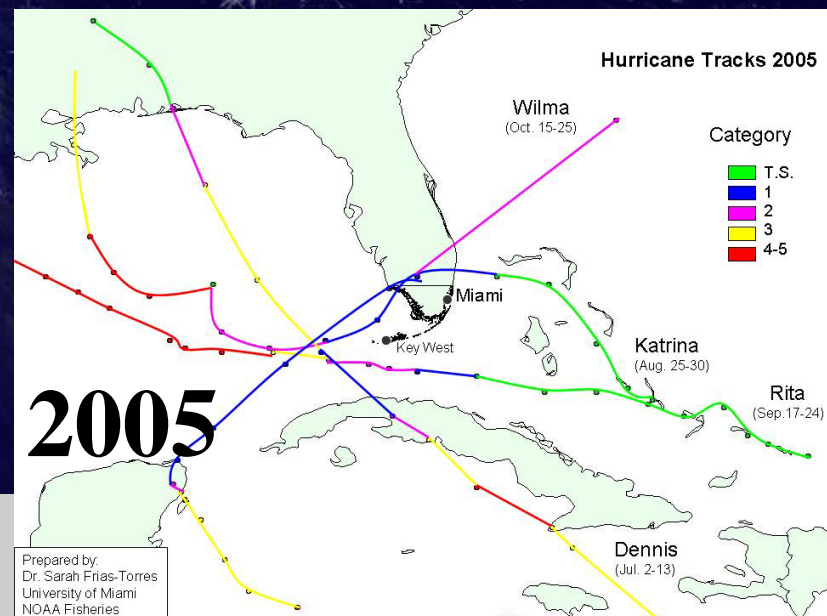 Hurricane Tracks 2005
Wilma
(Oct. 15-25)
Category
T.S.
1
2
3
4-5
Miami
Key West
Katrina
(Aug. 25-30)
Rita
(Sep.17-24)
2005
Dennis
(Jul. 2-13)
Prepared by:
Dr. Sarah Frias-Torres
University of Miami
NOAA Fisheries